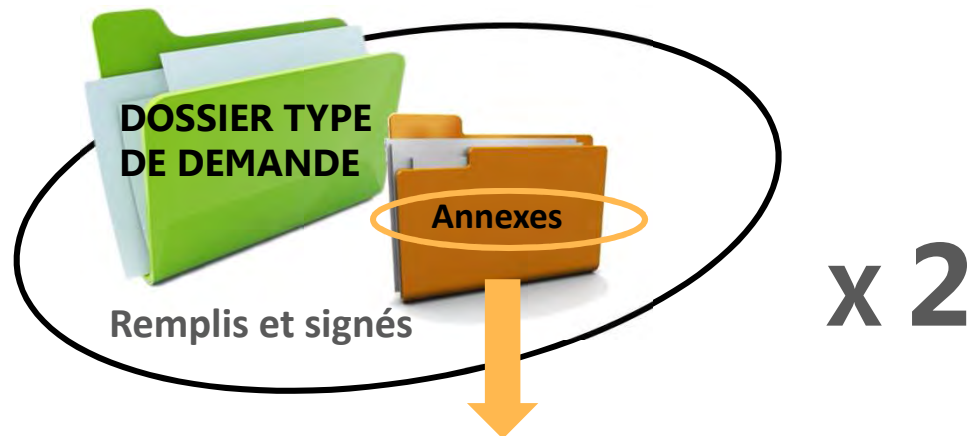 DOSSIER TYPE
DE DEMANDE
Annexes
Remplis et signés
X 2